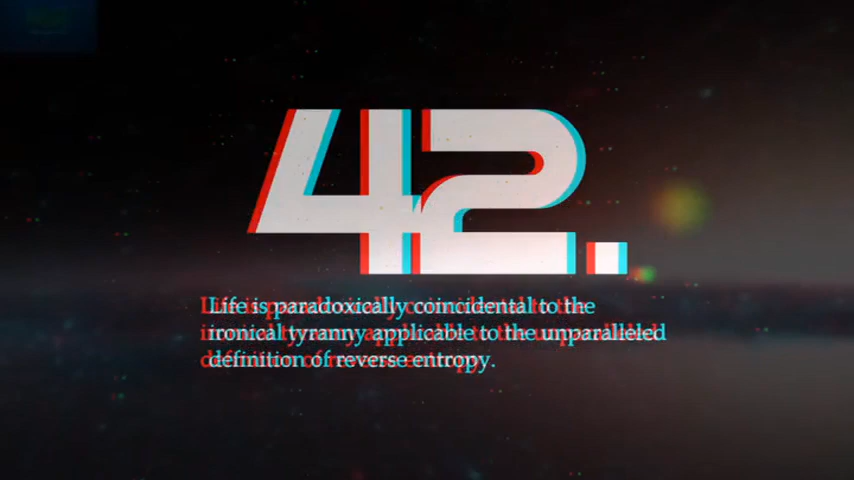 42.
Life is paradoxically coincidental to the
ironical tyranny applicable to the unparalleled
definition of reverse entropy.